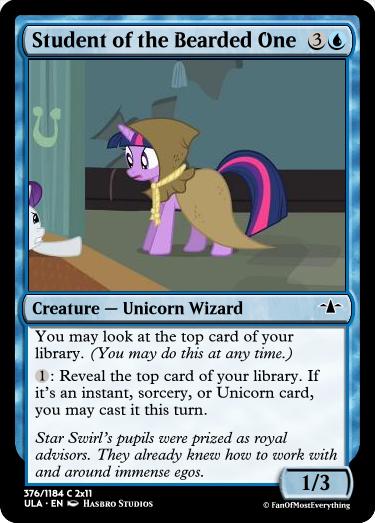 Student of the Bearded One 3
Creature — Unicorn Wizard
You may look at the top card of your
library. (You may do this at any time.)
1: Reveal the top card of your library. If
it's an instant, sorcery, or Unicorn card,
you may cast it this turn.
Star Swirl's pupils were prized as royal
advisors. They already knew how to work with
and around immense egos.
1/3
376/1184 C 2x11
ULA • EN Hasbro Studios
© FanOfMostEverything